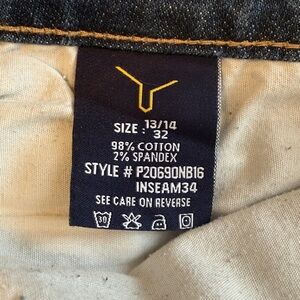 SIZE : 13/14
32
98% COTTON
2% SPANDEX
STYLE # P20690NB16
INSEAM34
SEE CARE ON REVERSE
30